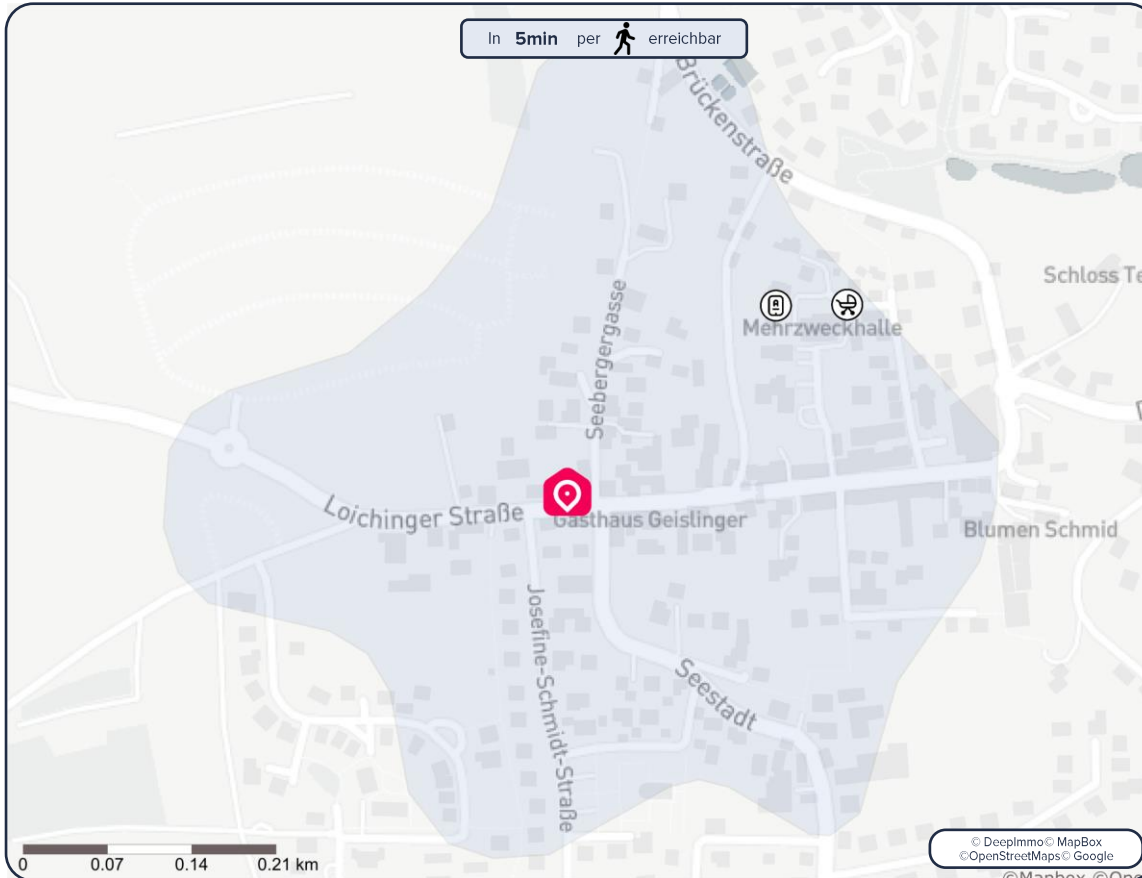 In 5min per erreichbar
Brückenstraße
Schloss Te
Seebergergasse
Mehrzweckhalle
Loichinger Straße
Gasthaus Geislinger
Blumen Schmid
Josefine-Schmidt-Straße
Seestadt
0 0.07 0.14 0.21 km
© DeepImmo© MapBox
©OpenStreetMaps© Google